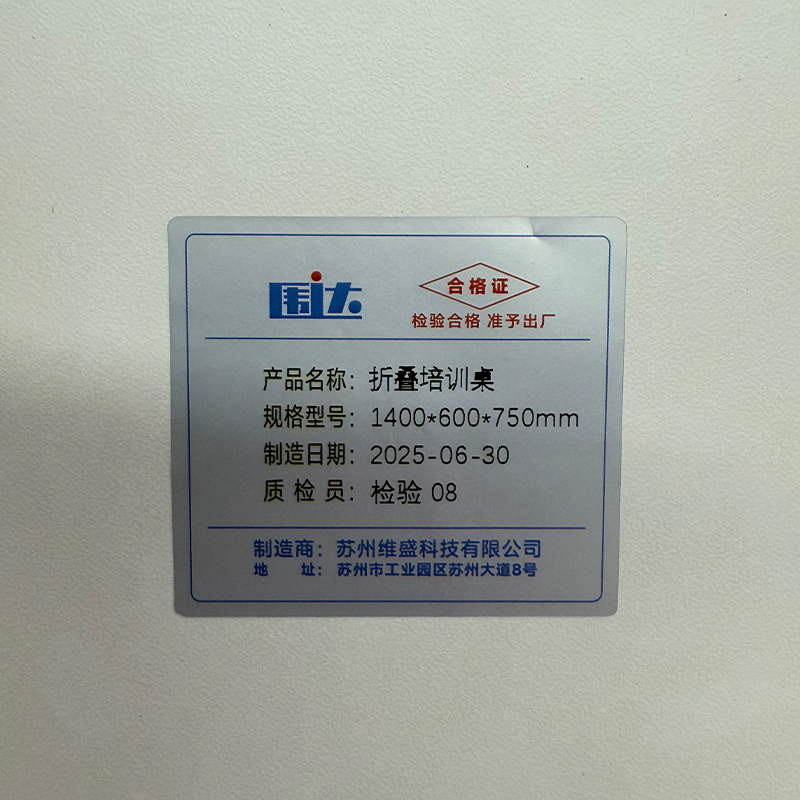 围达
合格证
检验合格 准予出厂
产品名称：折叠培训桌
规格型号：1400*600*750mm
制造日期：2025-06-30
质检员：检验 08
制造商：苏州维盛科技有限公司
地址：苏州市工业园区苏州大道8号